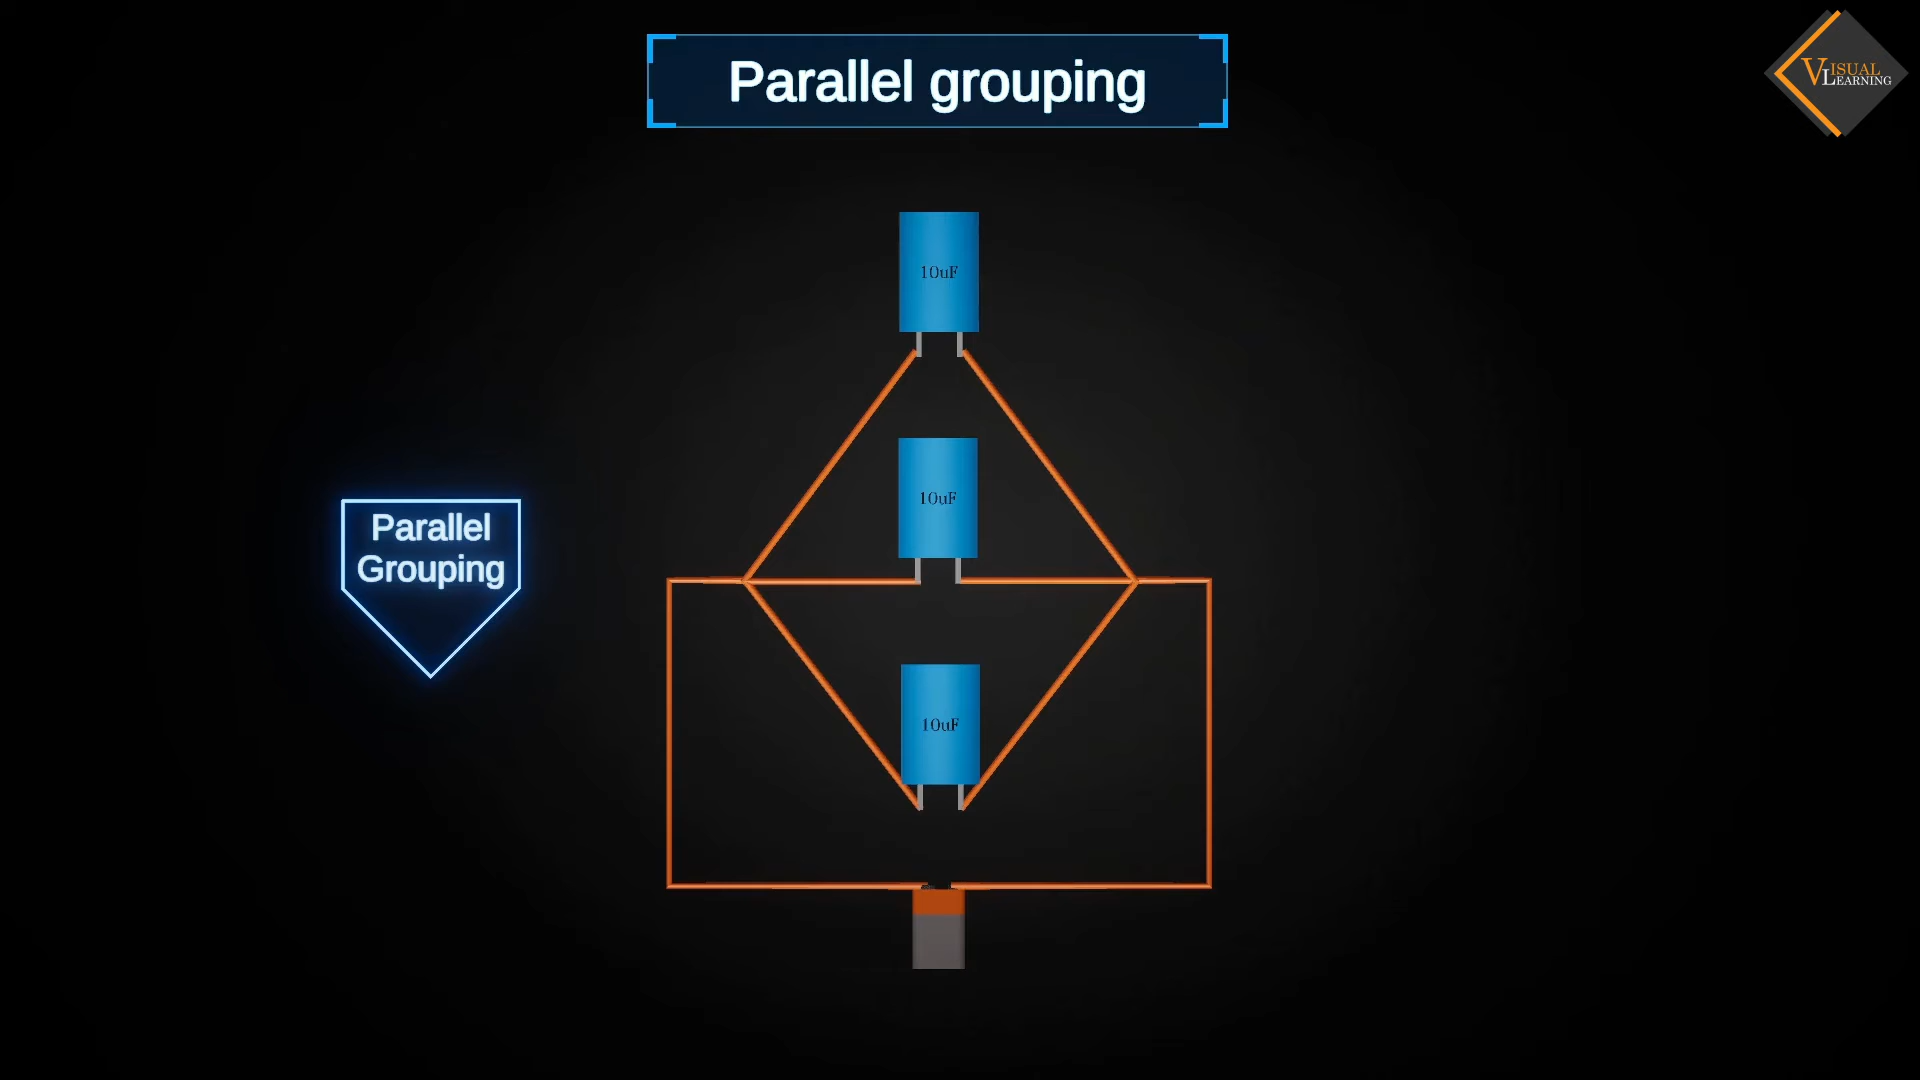 Parallel grouping
VISUAL
LEARNING
10uF
10uF
Parallel
Grouping
10uF